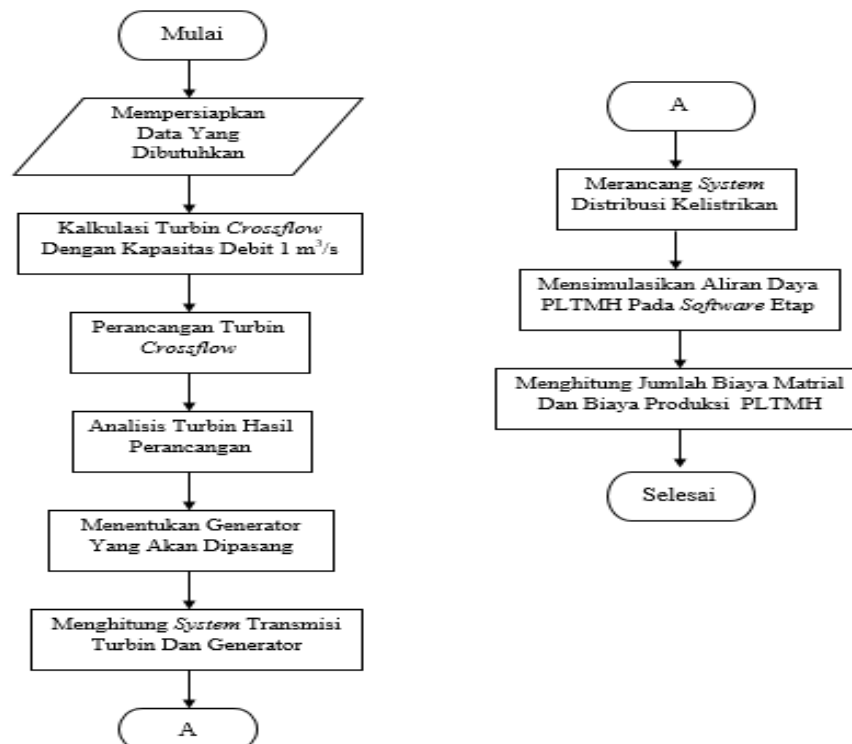 Mulai
Mempersiapkan
Data Yang
Dibutuhkan
Kalkulasi Turbin Crossflow
Dengan Kapasitas Debit 1 m³/s
Perancangan Turbin
Crossflow
Analisis Turbin Hasil
Perancangan
Menentukan Generator
Yang Akan Dipasang
Menghitung System Transmisi
Turbin Dan Generator
A
A
Merancang System
Distribusi Kelistrikan
Mensimulasikan Aliran Daya
PLTMH Pada Software Etap
Menghitung Jumlah Biaya Matrial
Dan Biaya Produksi PLTMH
Selesai